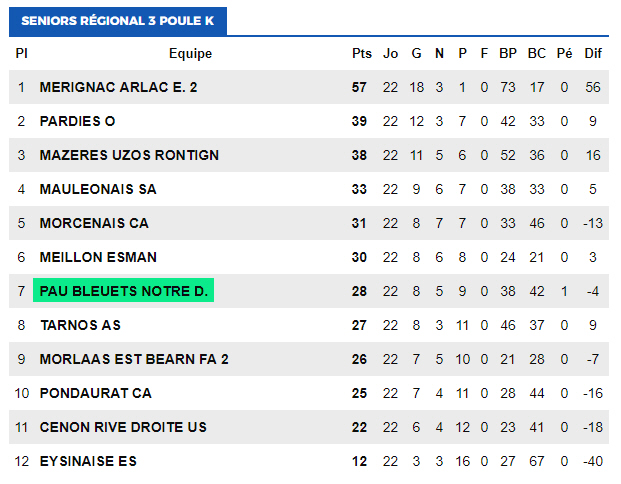 SENIORS RÉGIONAL 3 POULE K
Pl Equipe Pts Jo G N P F BP BC Pé Dif
1 MERIGNAC ARLAC E. 2 57 22 18 3 1 0 73 17 0 56
2 PARDIES O 39 22 12 3 7 0 42 33 0 9
3 MAZERES UZOS RONTIGN 38 22 11 5 6 0 52 36 0 16
4 MAULEONAIS SA 33 22 9 6 7 0 38 33 0 5
5 MORCENAIS CA 31 22 8 7 7 0 33 46 0 -13
6 MEILLON ESMAN 30 22 8 6 8 0 24 21 0 3
7 PAU BLEUETS NOTRE D. 28 22 8 5 9 0 38 42 1 -4
8 TARNOS AS 27 22 8 3 11 0 46 37 0 9
9 MORLAAS EST BEARN FA 2 26 22 7 5 10 0 21 28 0 -7
10 PONDAURAT CA 25 22 7 4 11 0 28 44 0 -16
11 CENON RIVE DROITE US 22 22 6 4 12 0 23 41 0 -18
12 EYSINAISE ES 12 22 3 3 16 0 27 67 0 -40